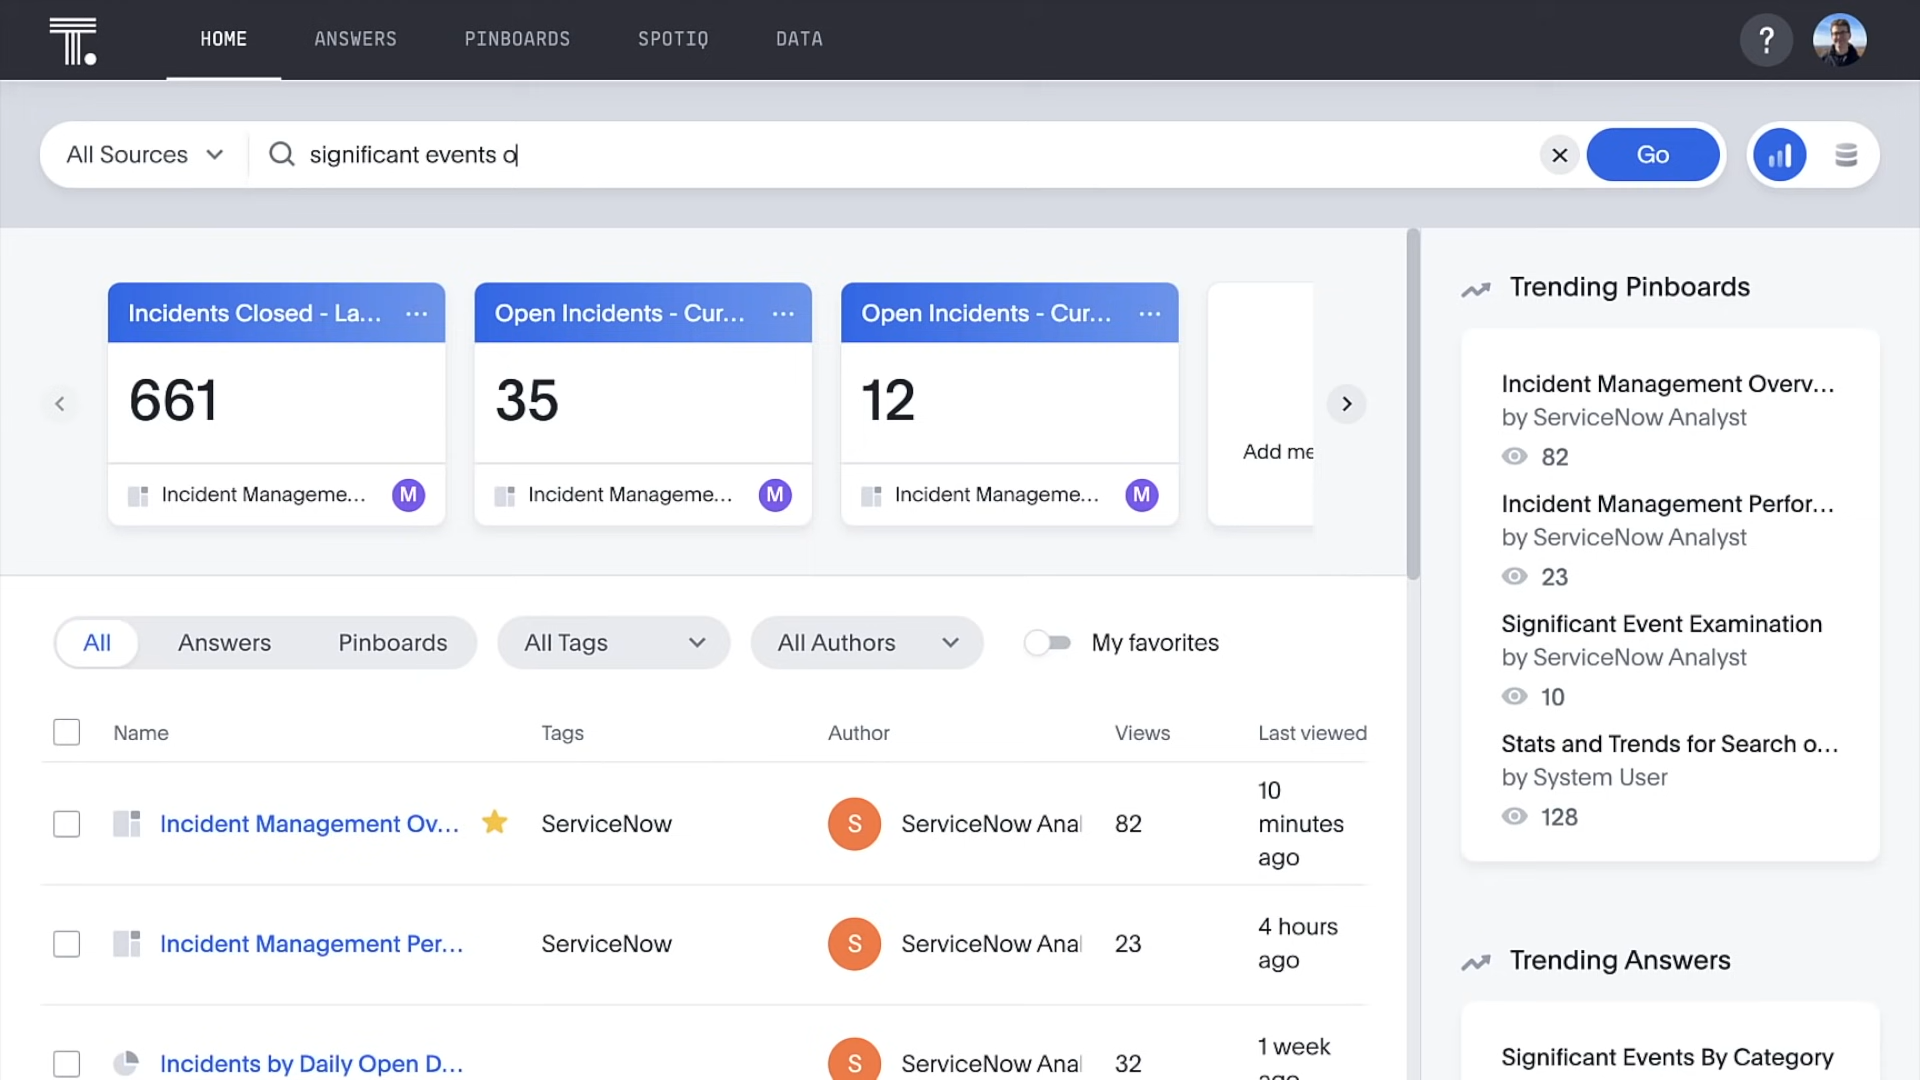 HOME ANSWERS PINBOARDS SPOTIQ DATA ?
All Sources significant events o Go
Incidents Closed - La... ... Open Incidents - Cur... ... Open Incidents - Cur... ...
661 35 12
Add me
Incident Manageme... M Incident Manageme... M Incident Manageme... M
All Answers Pinboards All Tags All Authors My favorites
Name Tags Author Views Last viewed
Incident Management Ov... ServiceNow S ServiceNow Anal 82 10
minutes
ago
Incident Management Per... ServiceNow S ServiceNow Anal 23 4 hours
ago
Incidents by Daily Open D... S ServiceNow Anal 32 1 week
ago
Trending Pinboards
Incident Management Overv...
by ServiceNow Analyst
82
Incident Management Perfor...
by ServiceNow Analyst
23
Significant Event Examination
by ServiceNow Analyst
10
Stats and Trends for Search o...
by System User
128
Trending Answers
Significant Events By Category